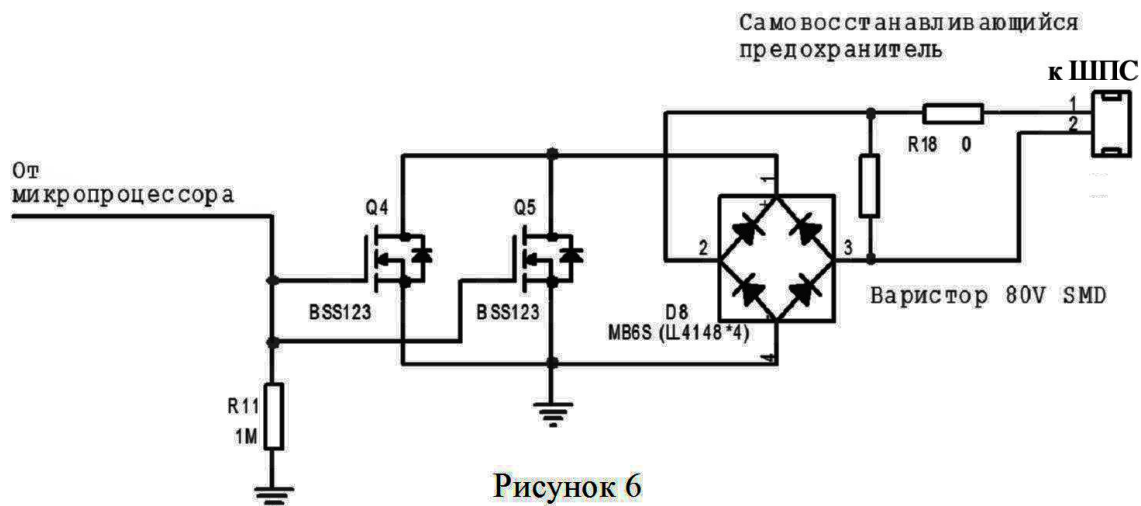 Самовосстанавливающийся
предохранитель
к ШПС
1
2
R18 0
От
микропроцессора
Q4
Q5
1
2
3
BSS123
BSS123
D8
MB6S (LL4148*4)
4
Варистор 80V SMD
R11
1M
Рисунок 6